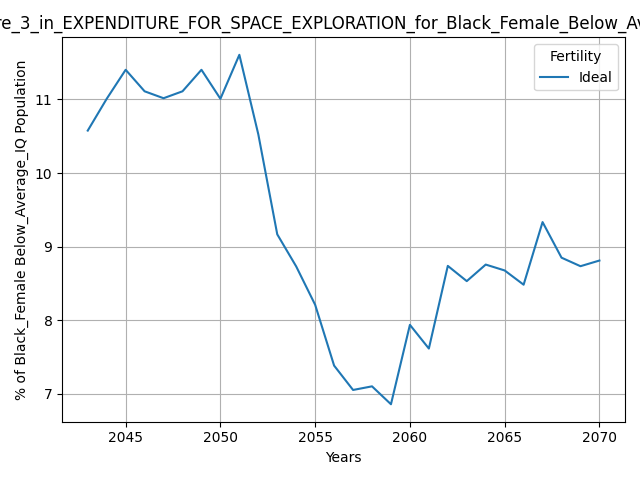 re_3_in_EXPENDITURE_FOR_SPACE_EXPLORATION_for_Black_Female_Below_Av
Fertility
Ideal
% of Black_Female Below_Average_IQ Population
11
10
9
8
7
2045 2050 2055 2060 2065 2070
Years